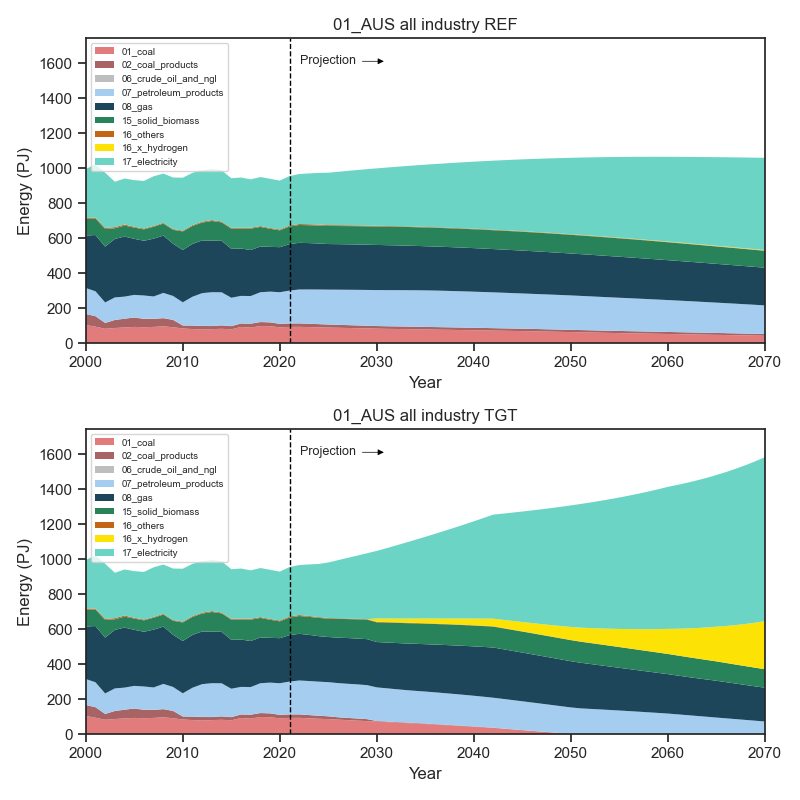 01_AUS all industry REF
Energy (PJ)
1600
1400
1200
1000
800
600
400
200
0
01_coal
02_coal_products
06_crude_oil_and_ngl
07_petroleum_products
08_gas
15_solid_biomass
16_others
16_x_hydrogen
17_electricity
Projection
2000 2010 2020 2030 2040 2050 2060 2070
Year
01_AUS all industry TGT
Energy (PJ)
1600
1400
1200
1000
800
600
400
200
0
01_coal
02_coal_products
06_crude_oil_and_ngl
07_petroleum_products
08_gas
15_solid_biomass
16_others
16_x_hydrogen
17_electricity
Projection
2000 2010 2020 2030 2040 2050 2060 2070
Year